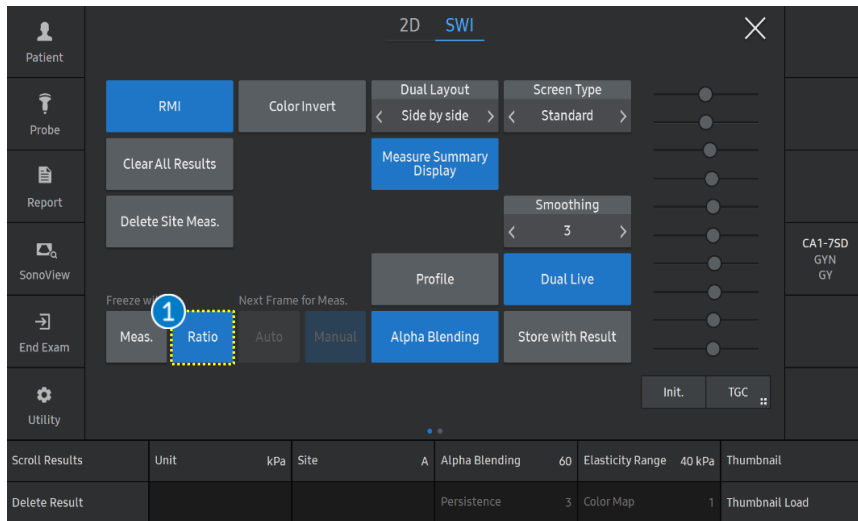 2D SWI
Patient
Probe
Report
SonoView
End Exam
Utility
RMI
Color Invert
Dual Layout
Side by side
Screen Type
Standard
Clear All Results
Measure Summary
Display
Delete Site Meas.
Smoothing
3
Profile
Dual Live
Freeze
Next Frame for Meas.
1
Meas.
Ratio
Auto
Manual
Alpha Blending
Store with Result
Init.
TGC
CA1-7SD
GYN
GY
Scroll Results
Unit kPa
Site A
Alpha Blending 60
Elasticity Range 40 kPa
Thumbnail
Delete Result
Persistence 3
Color Map 1
Thumbnail Load